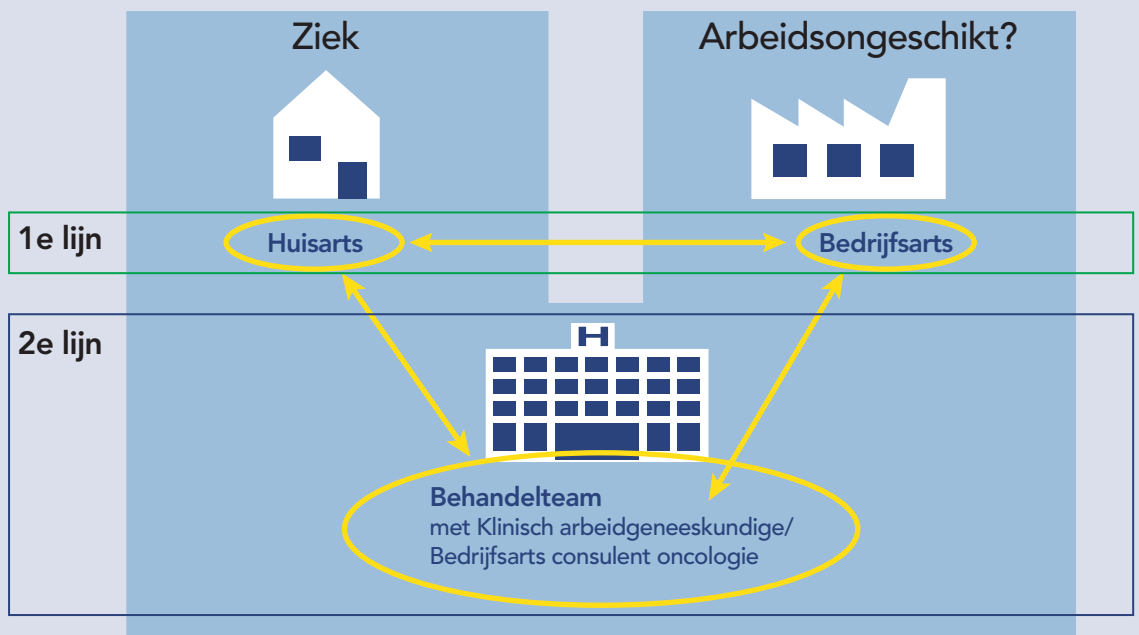 Ziek
Arbeidsongeschikt?
1e lijn
Huisarts
Bedrijfsarts
2e lijn
H
Behandelteam
met Klinisch arbeidgeneeskundige/
Bedrijfsarts consulent oncologie